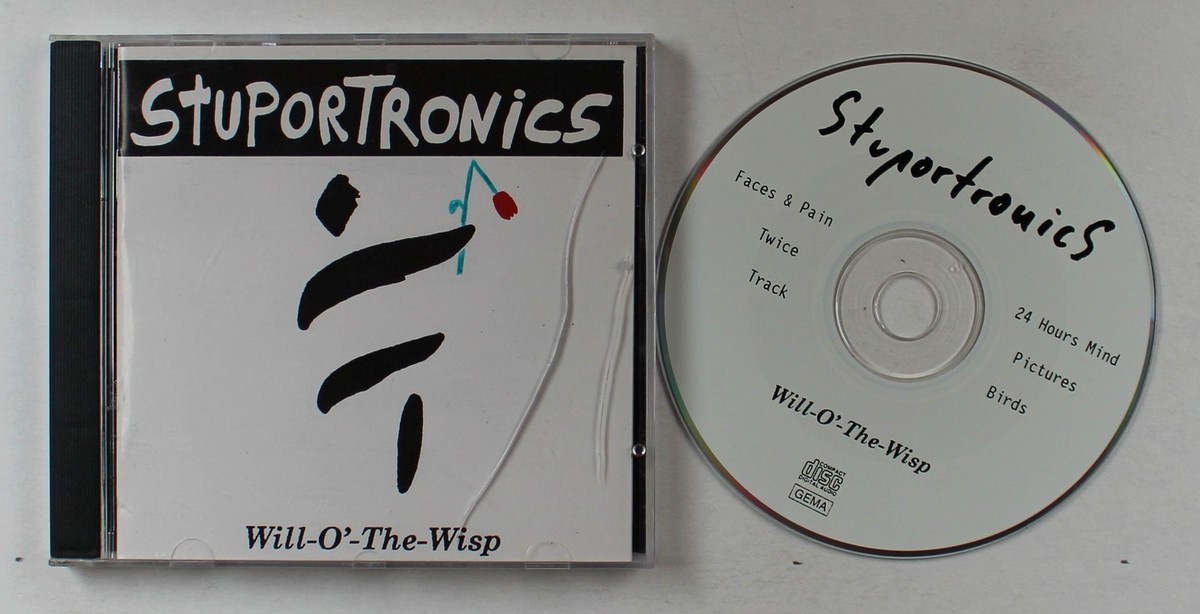 STUPORTRONiCS
Will-O'-The-Wisp
StuportronicS
Faces & Pain
Twice
Track
24 Hours Mind
Pictures
Birds
Will-O'-The-Wisp
COMPACT
disc
DIGITAL AUDIO
GEMA